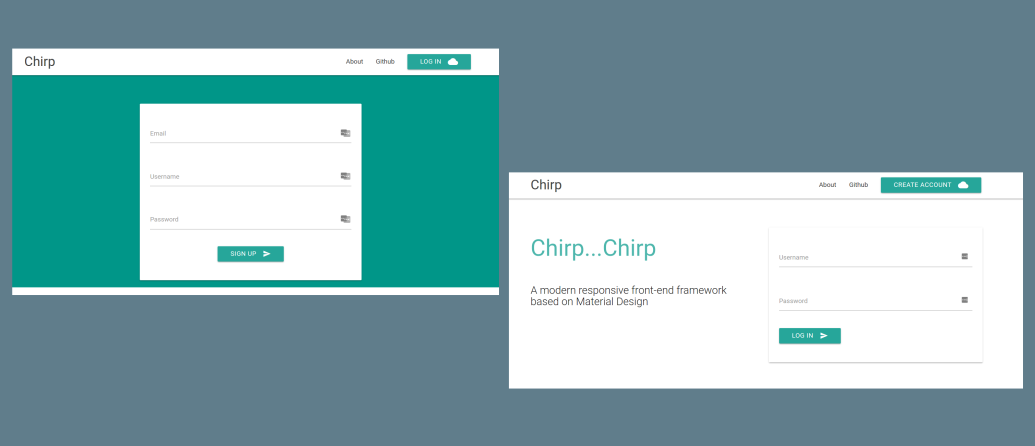 Chirp
About Github LOG IN
Email
Username
Password
SIGN UP
Chirp
About Github CREATE ACCOUNT
Chirp...Chirp
A modern responsive front-end framework
based on Material Design
Username
Password
LOG IN